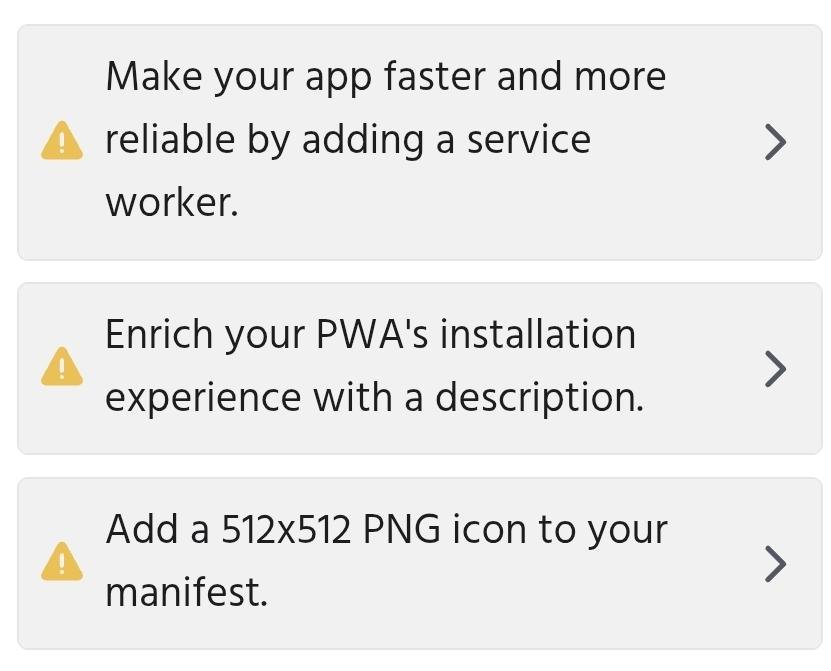 Make your app faster and more
reliable by adding a service
worker.
Enrich your PWA's installation
experience with a description.
Add a 512x512 PNG icon to your
manifest.